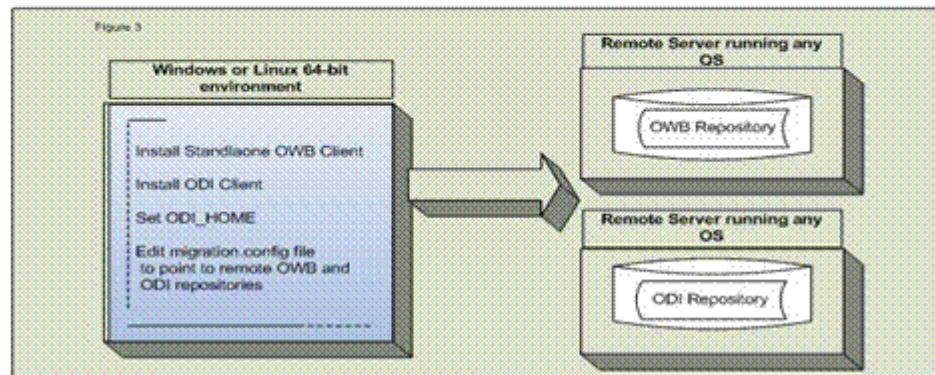 Figure 3
Windows or Linux 64-bit
environment
Install Standlaone OWB Client
Install ODI Client
Set ODI_HOME
Edit migration.config file
to point to remote OWB and
ODI repositories
Remote Server running any
OS
OWB Repository
Remote Server running any
OS
ODI Repository